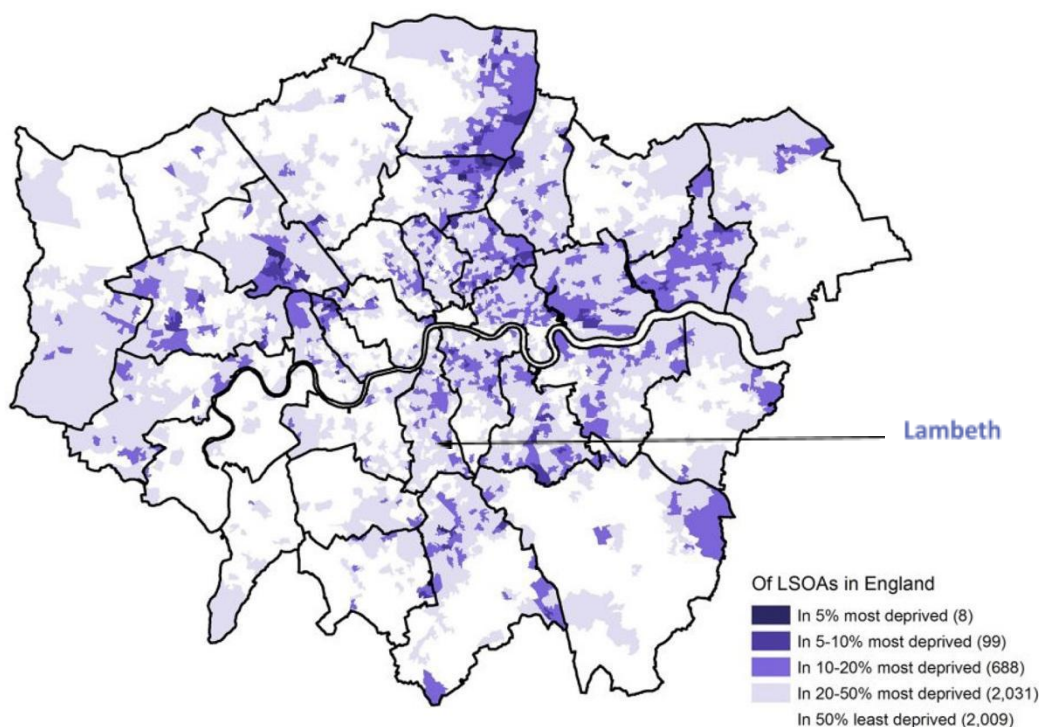 Lambeth
Of LSOAs in England
In 5% most deprived (8)
In 5-10% most deprived (99)
In 10-20% most deprived (688)
In 20-50% most deprived (2,031)
In 50% least deprived (2,009)